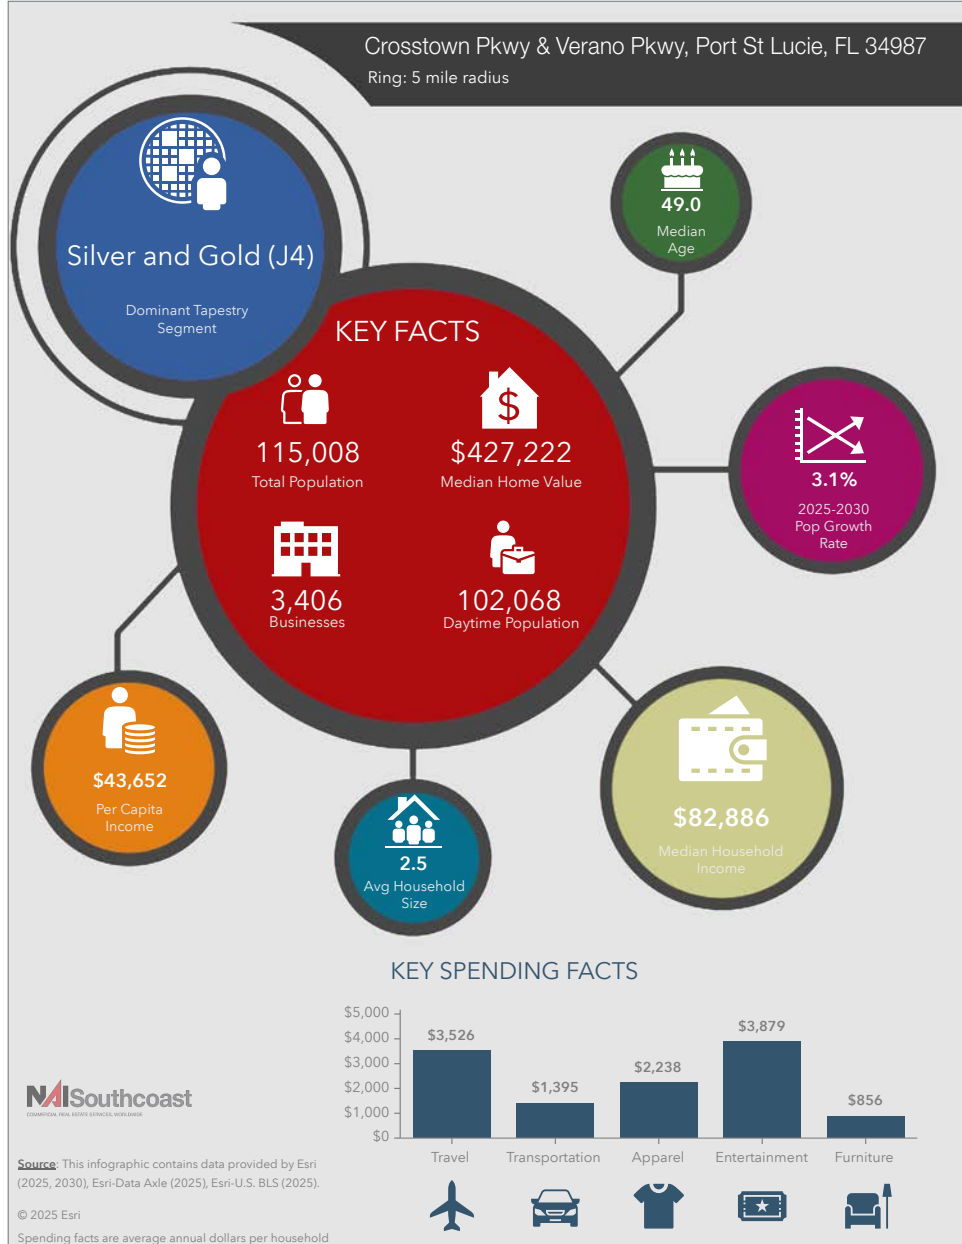 Crosstown Pkwy & Verano Pkwy, Port St Lucie, FL 34987
Ring: 5 mile radius
Silver and Gold (J4)
Dominant Tapestry
Segment
49.0
Median
Age
KEY FACTS
115,008
Total Population
$427,222
Median Home Value
3,406
Businesses
102,068
Daytime Population
3.1%
2025-2030
Pop Growth
Rate
$43,652
Per Capita
Income
2.5
Avg Household
Size
$82,886
Median Household
Income
KEY SPENDING FACTS
$5,000
$4,000
$3,000
$2,000
$1,000
$0
$3,526
$1,395
$2,238
$3,879
$856
Travel
Transportation
Apparel
Entertainment
Furniture
NAISouthcoast
COMMERCIAL REAL ESTATE SERVICES, WORLDWIDE
Source: This infographic contains data provided by Esri
(2025, 2030), Esri-Data Axle (2025), Esri-U.S. BLS (2025).
© 2025 Esri
Spending facts are average annual dollars per household